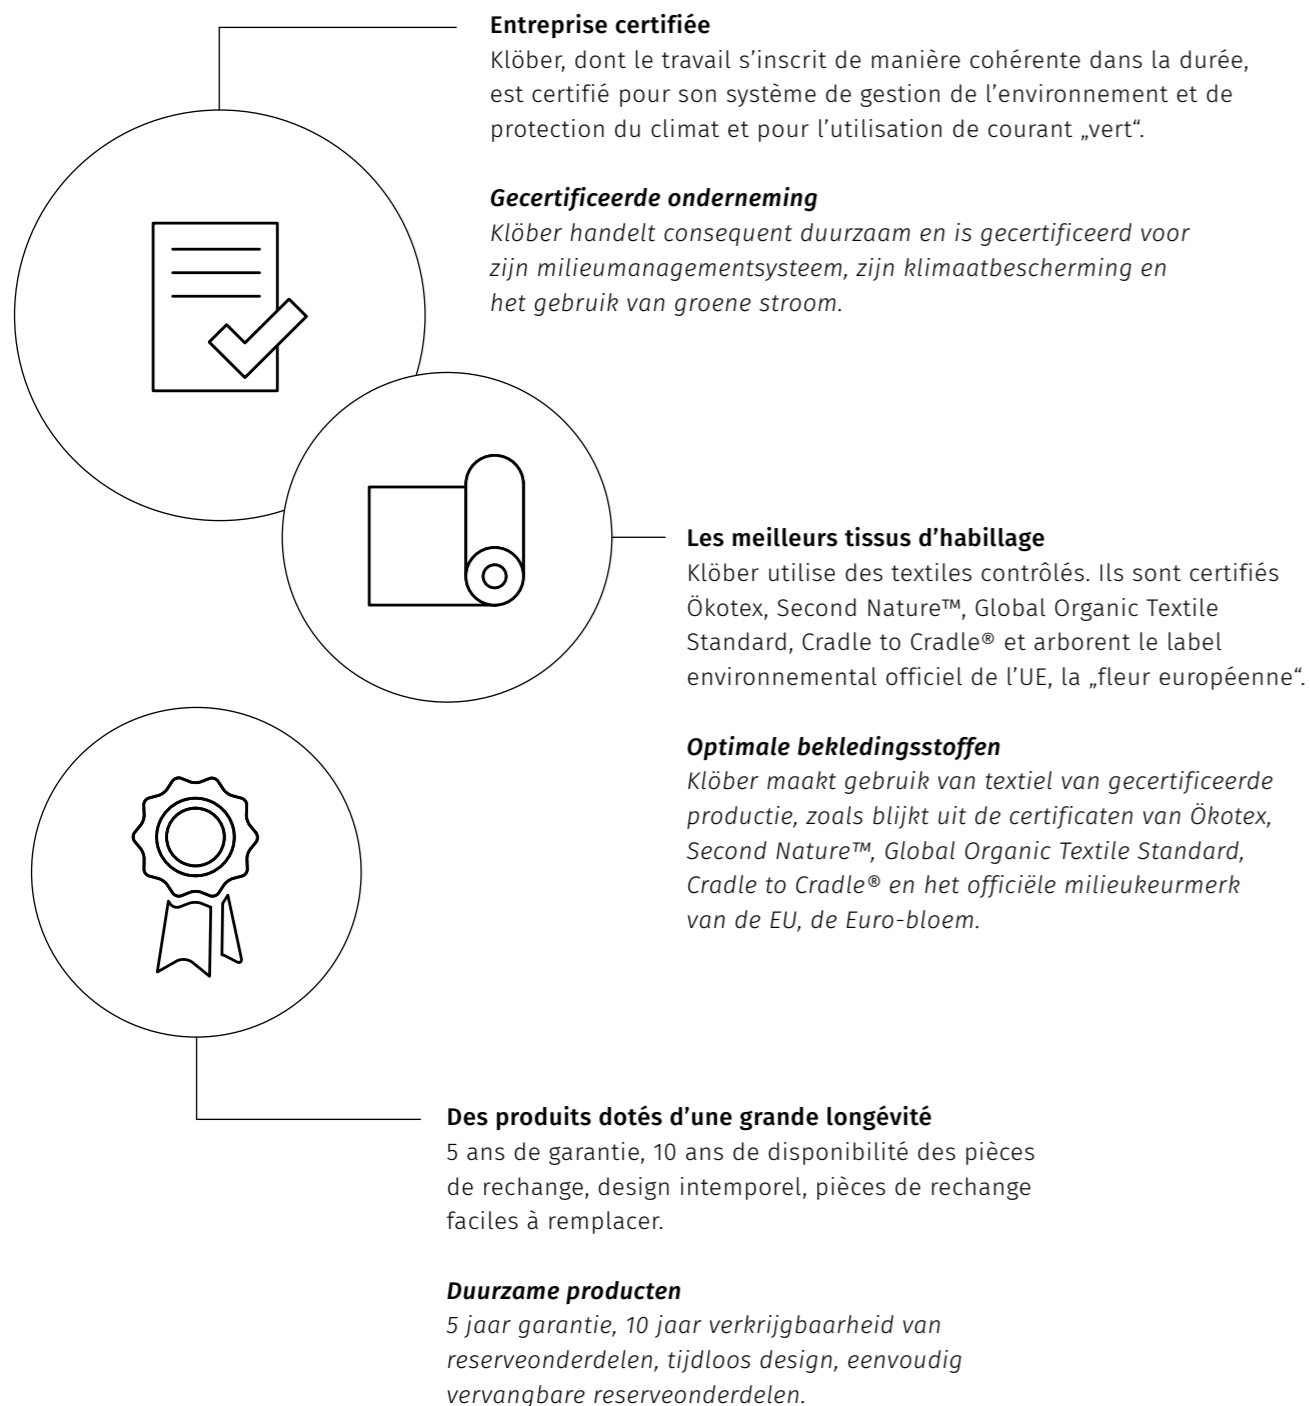 Entreprise certifiée
Klöber, dont le travail s’inscrit de manière cohérente dans la durée,
est certifié pour son système de gestion de l’environnement et de
protection du climat et pour l’utilisation de courant „vert“.
Gecertificeerde onderneming
Klöber handelt consequent duurzaam en is gecertificeerd voor
zijn milieumanagementsysteem, zijn klimaatbescherming en
het gebruik van groene stroom.
Les meilleurs tissus d’habillage
Klöber utilise des textiles contrôlés. Ils sont certifiés
Ökotex, Second Nature™, Global Organic Textile
Standard, Cradle to Cradle® et arborent le label
environnemental officiel de l’UE, la „fleur européenne“.
Optimale bekledingsstoffen
Klöber maakt gebruik van textiel van gecertificeerde
productie, zoals blijkt uit de certificaten van Ökotex,
Second Nature™, Global Organic Textile Standard,
Cradle to Cradle® en het officiële milieukeurmerk
van de EU, de Euro-bloem.
Des produits dotés d’une grande longévité
5 ans de garantie, 10 ans de disponibilité des pièces
de rechange, design intemporel, pièces de rechange
faciles à remplacer.
Duurzame producten
5 jaar garantie, 10 jaar verkrijgbaarheid van
reserveonderdelen, tijdloos design, eenvoudig
vervangbare reserveonderdelen.